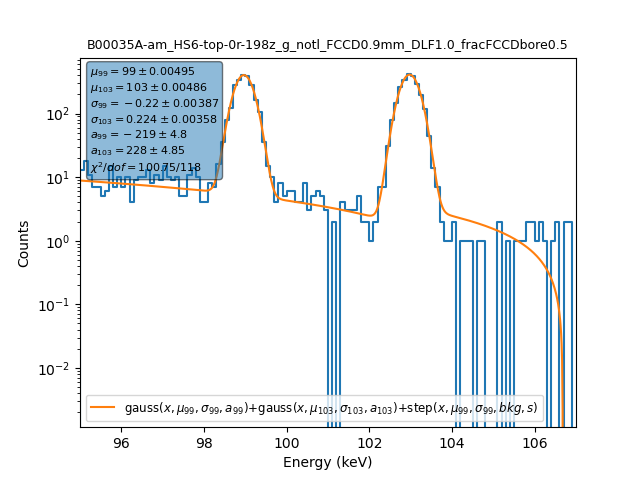 B00035A-am_HS6-top-0r-198z_g_notl_FCCD0.9mm_DLF1.0_fracFCCDbore0.5
μ₉₉ = 99 ± 0.00495
μ₁₀₃ = 103 ± 0.00486
σ₉₉ = −0.22 ± 0.00387
σ₁₀₃ = 0.224 ± 0.00358
a₉₉ = −219 ± 4.8
a₁₀₃ = 228 ± 4.85
χ²/dof = 100.75/118
10²
10¹
10⁰
10⁻¹
10⁻²
Counts
gauss(x, μ₉₉, σ₉₉, a₉₉)+gauss(x, μ₁₀₃, σ₁₀₃, a₁₀₃)+step(x, μ₉₉, σ₉₉, bkg, s)
96 98 100 102 104 106
Energy (keV)